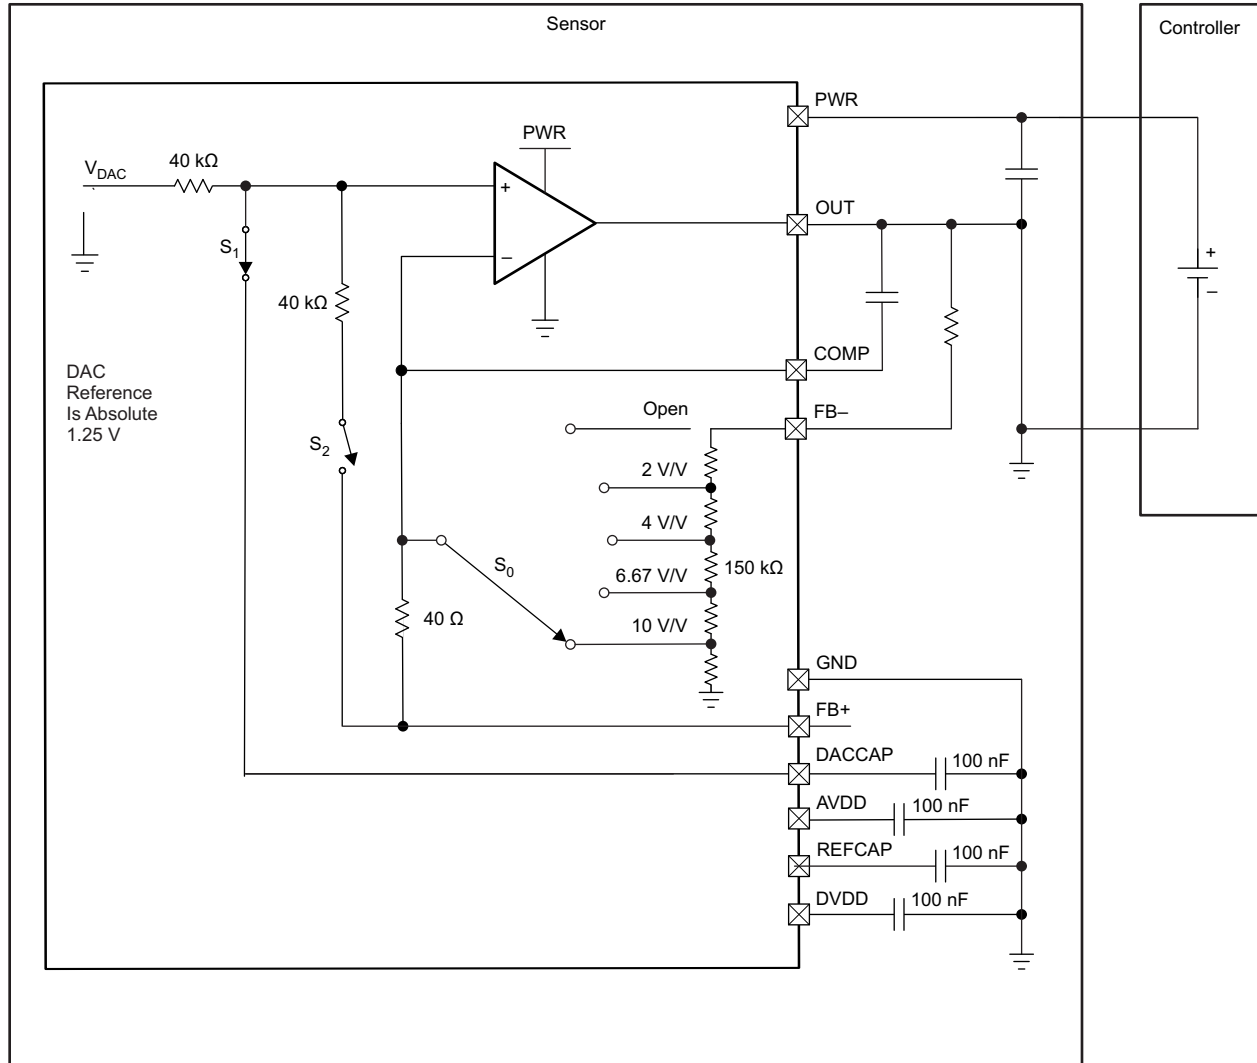 Sensor
Controller
PWR
PWR
40 kΩ
V_DAC
+
OUT
S_1
–
+
–
40 kΩ
COMP
DAC
Reference
Is Absolute
1.25 V
Open
FB–
S_2
2 V/V
4 V/V
S_0
6.67 V/V
150 kΩ
40 Ω
10 V/V
GND
FB+
DACCAP
100 nF
AVDD
100 nF
REFCAP
100 nF
DVDD
100 nF